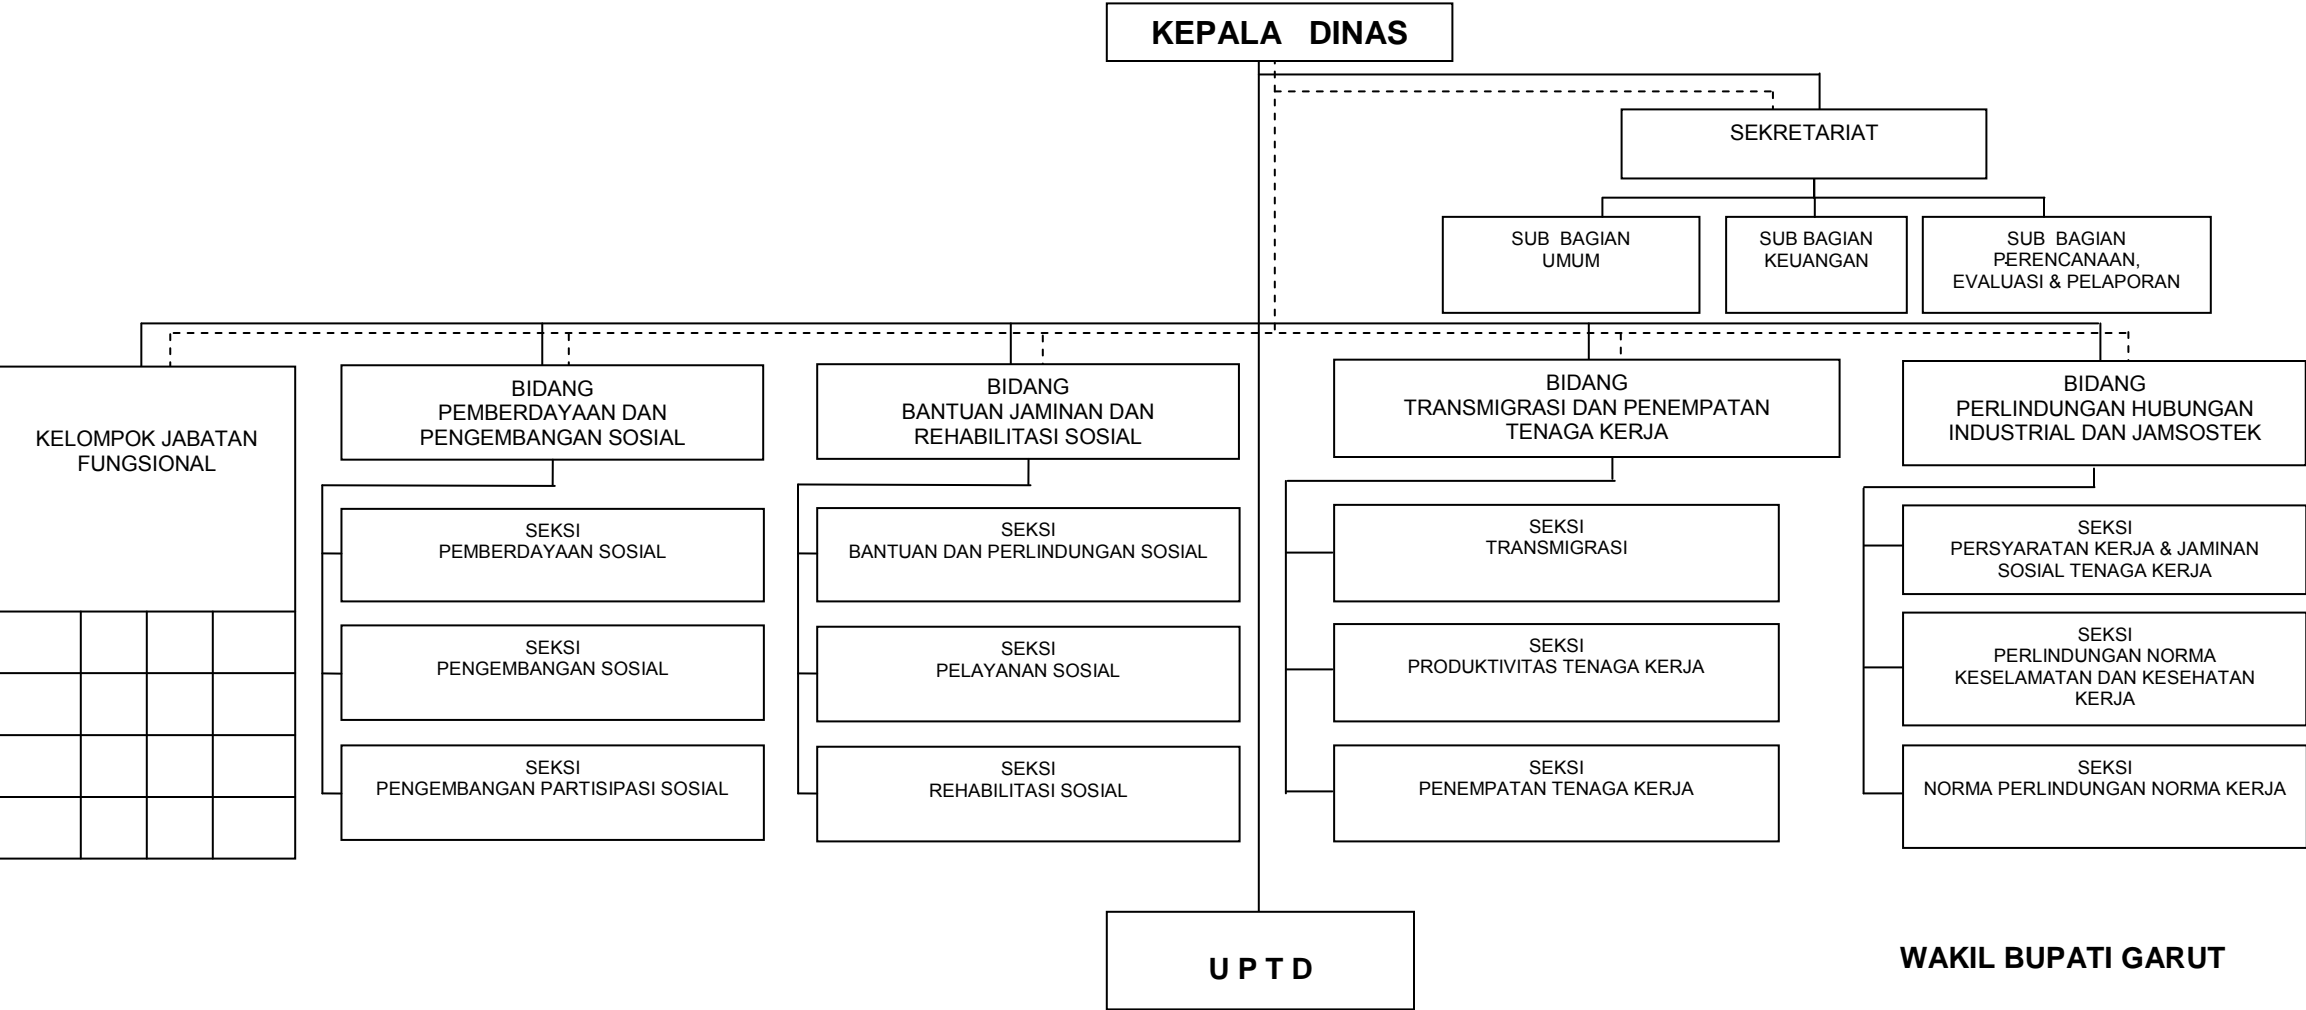 KEPALA DINAS
SEKRETARIAT
SUB BAGIAN
UMUM
SUB BAGIAN
KEUANGAN
SUB BAGIAN
PERENCANAAN,
EVALUASI & PELAPORAN
KELOMPOK JABATAN
FUNGSIONAL
BIDANG
PEMBERDAYAAN DAN
PENGEMBANGAN SOSIAL
BIDANG
BANTUAN JAMINAN DAN
REHABILITASI SOSIAL
BIDANG
TRANSMIGRASI DAN PENEMPATAN
TENAGA KERJA
BIDANG
PERLINDUNGAN HUBUNGAN
INDUSTRIAL DAN JAMSOSTEK
SEKSI
PEMBERDAYAAN SOSIAL
SEKSI
BANTUAN DAN PERLINDUNGAN SOSIAL
SEKSI
TRANSMIGRASI
SEKSI
PERSYARATAN KERJA & JAMINAN
SOSIAL TENAGA KERJA
SEKSI
PENGEMBANGAN SOSIAL
SEKSI
PELAYANAN SOSIAL
SEKSI
PRODUKTIVITAS TENAGA KERJA
SEKSI
PERLINDUNGAN NORMA
KESELAMATAN DAN KESEHATAN
KERJA
SEKSI
PENGEMBANGAN PARTISIPASI SOSIAL
SEKSI
REHABILITASI SOSIAL
SEKSI
PENEMPATAN TENAGA KERJA
SEKSI
NORMA PERLINDUNGAN NORMA KERJA
U P T D
WAKIL BUPATI GARUT